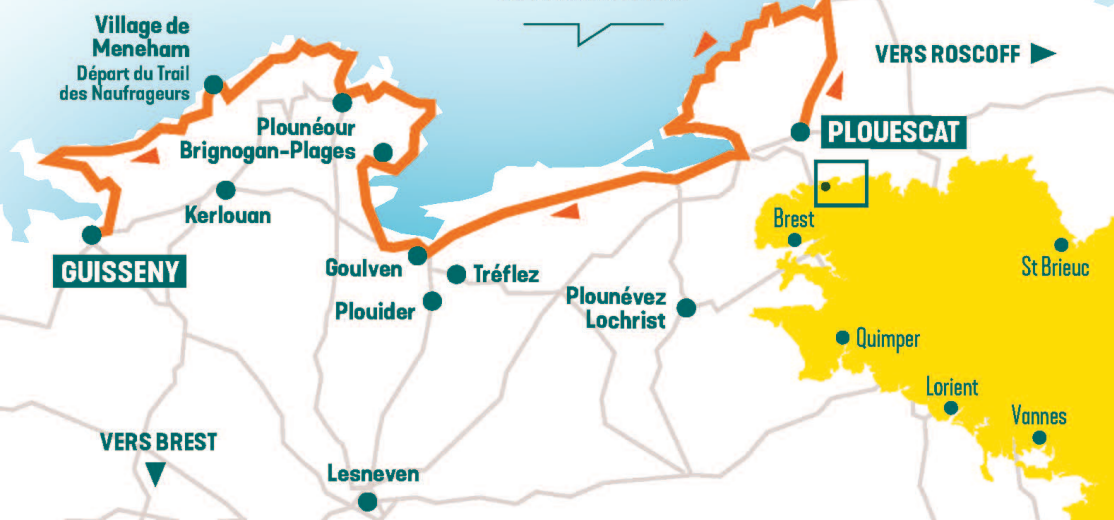 Village de
Meneham
Départ du Trail
des Naufrageurs
VERS ROSCOFF
Plounéour
Brignogan-Plages
PLOUESCAT
Kerlouan
GUISSENY
Goulven
Tréflez
Plouider
Plounévez
Lochrist
Brest
St Brieuc
Quimper
Lorient
Vannes
VERS BREST
Lesneven